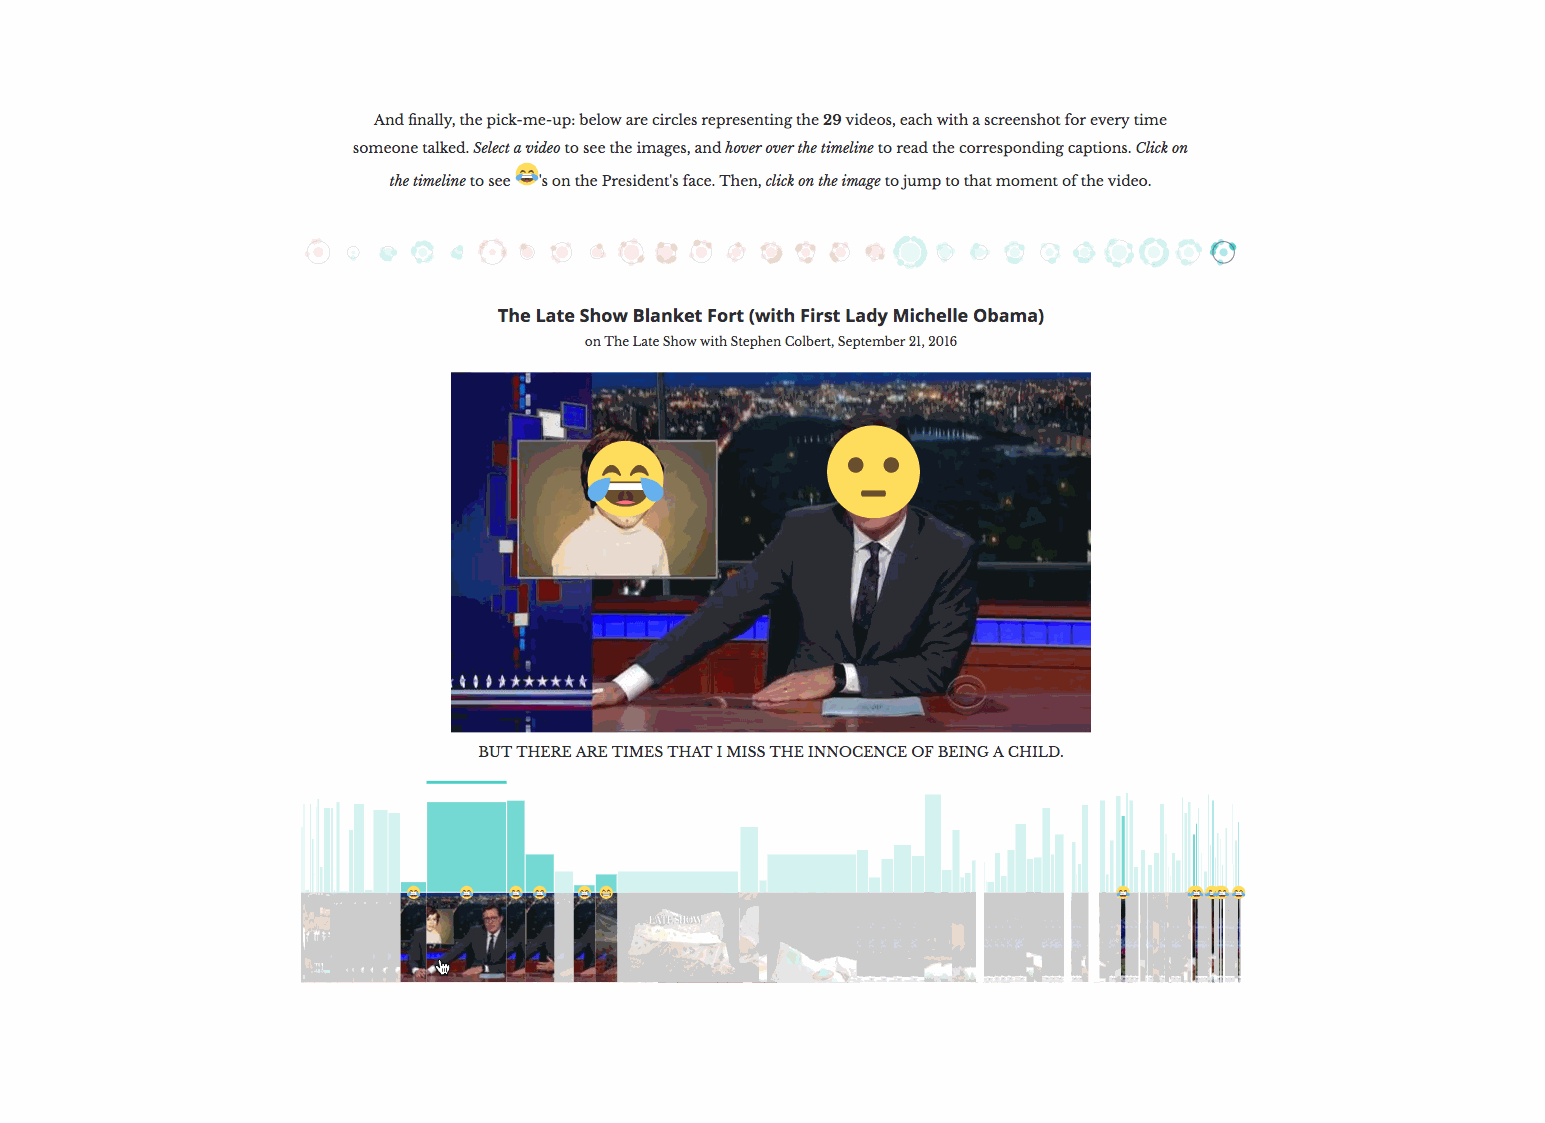 And finally, the pick-me-up: below are circles representing the 29 videos, each with a screenshot for every time
someone talked. Select a video to see the images, and hover over the timeline to read the corresponding captions. Click on
the timeline to see 😂's on the President's face. Then, click on the image to jump to that moment of the video.
The Late Show Blanket Fort (with First Lady Michelle Obama)
on The Late Show with Stephen Colbert, September 21, 2016
BUT THERE ARE TIMES THAT I MISS THE INNOCENCE OF BEING A CHILD.
LATE SHOW